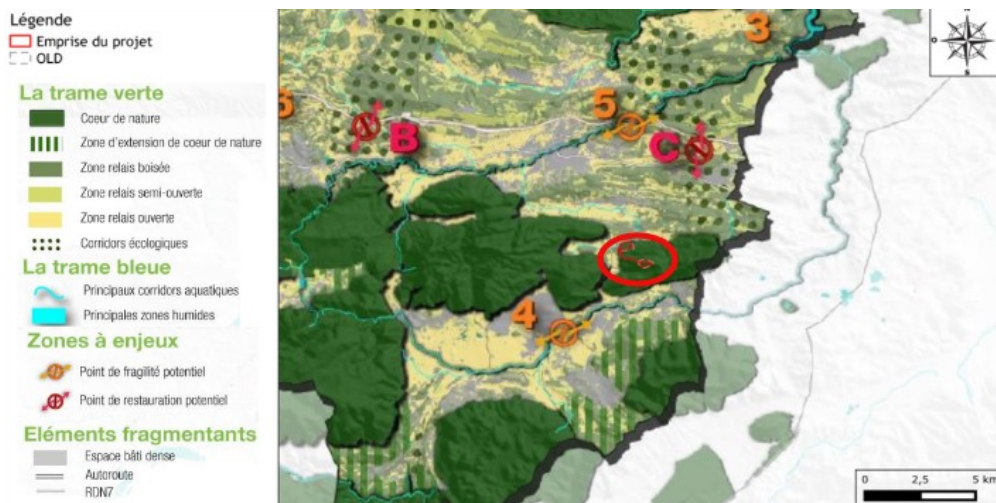 Légende
Emprise du projet
OLD
La trame verte
Coeur de nature
Zone d'extension de coeur de nature
Zone relais boisée
Zone relais semi-ouverte
Zone relais ouverte
Corridors écologiques
La trame bleue
Principaux corridors aquatiques
Principales zones humides
Zones à enjeux
Point de fragilité potentiel
Point de restauration potentiel
Eléments fragmentants
Espace bâti dense
Autoroute
RDN7
3
5
B
C
4
O
E
S
0 2,5 5 km